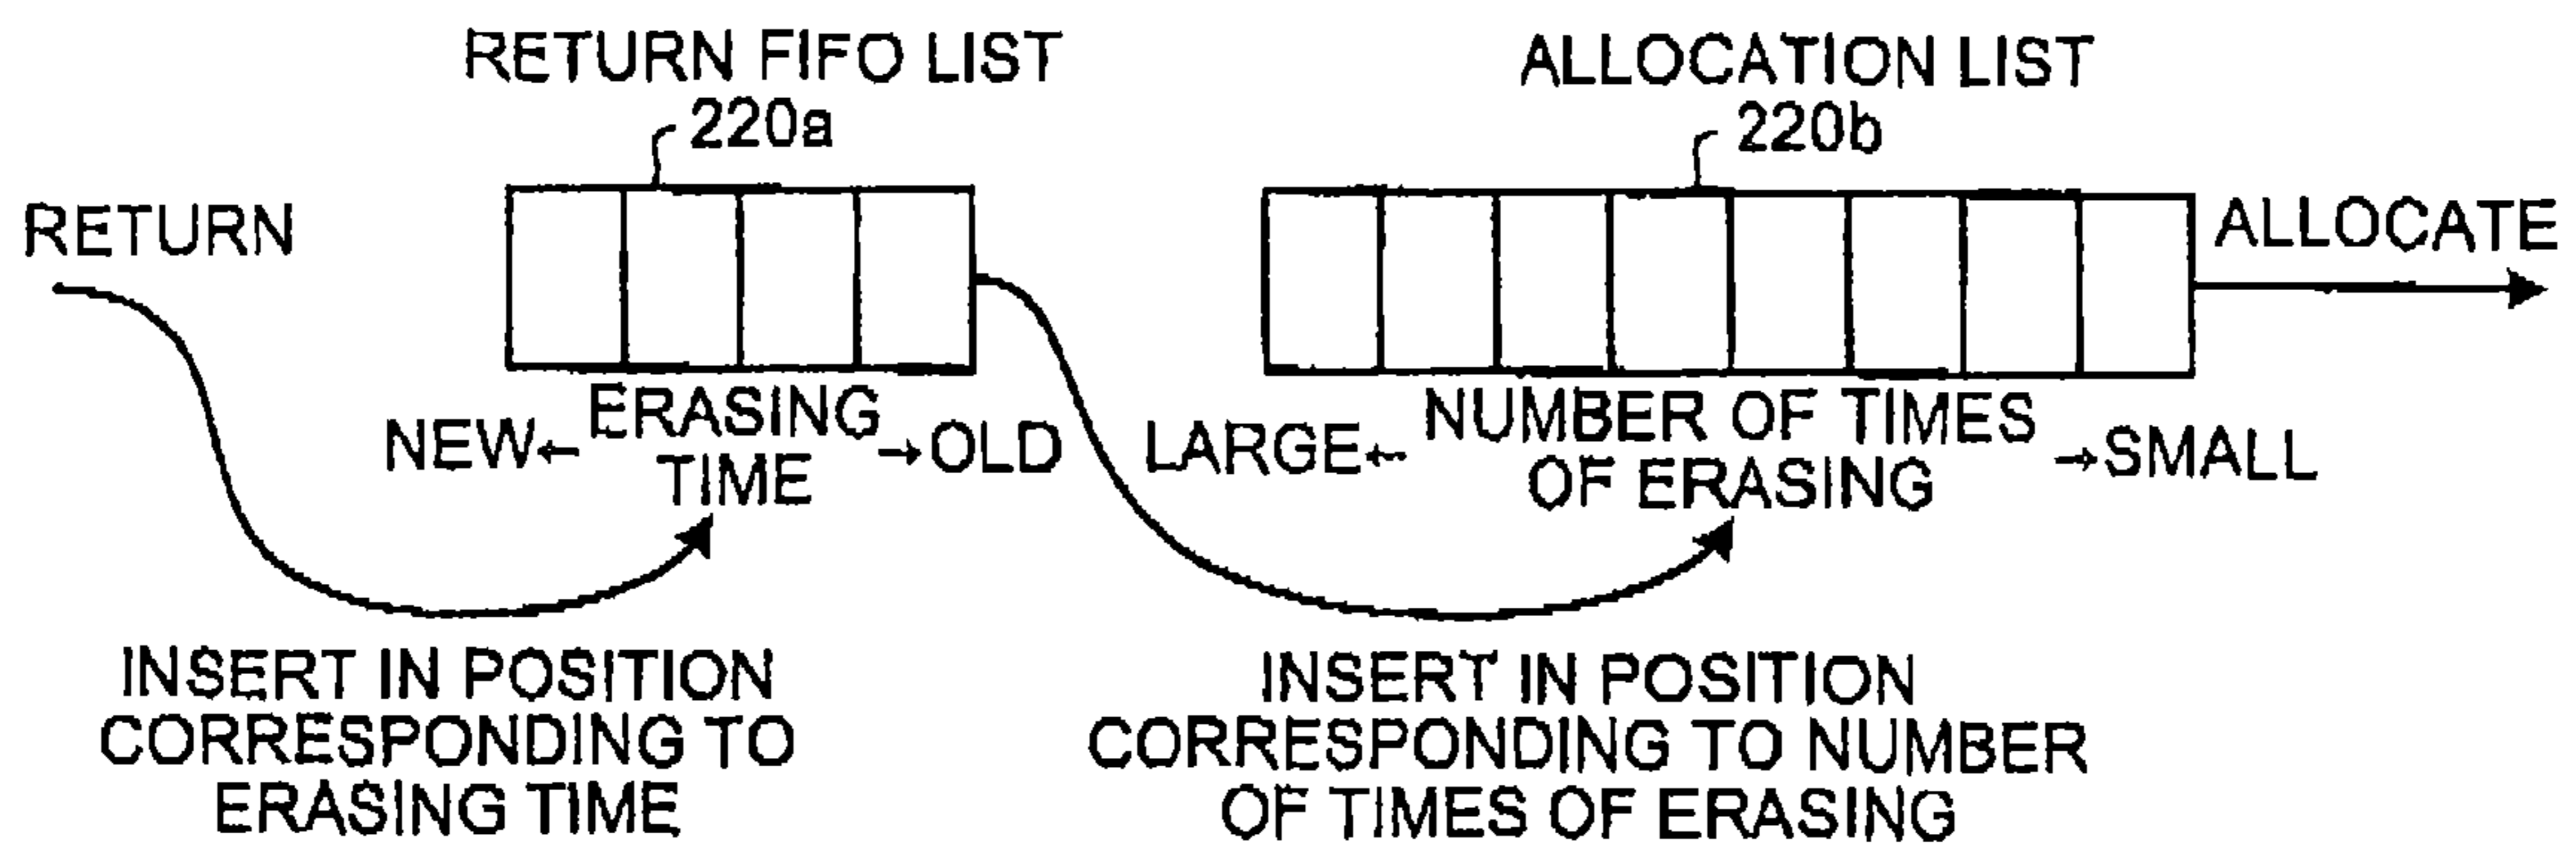 RETURN FIFO LIST
220a
ALLOCATION LIST
220b
RETURN
ALLOCATE
NEW← ERASING TIME →OLD
LARGE← NUMBER OF TIMES OF ERASING →SMALL
INSERT IN POSITION
CORRESPONDING TO
ERASING TIME
INSERT IN POSITION
CORRESPONDING TO NUMBER
OF TIMES OF ERASING